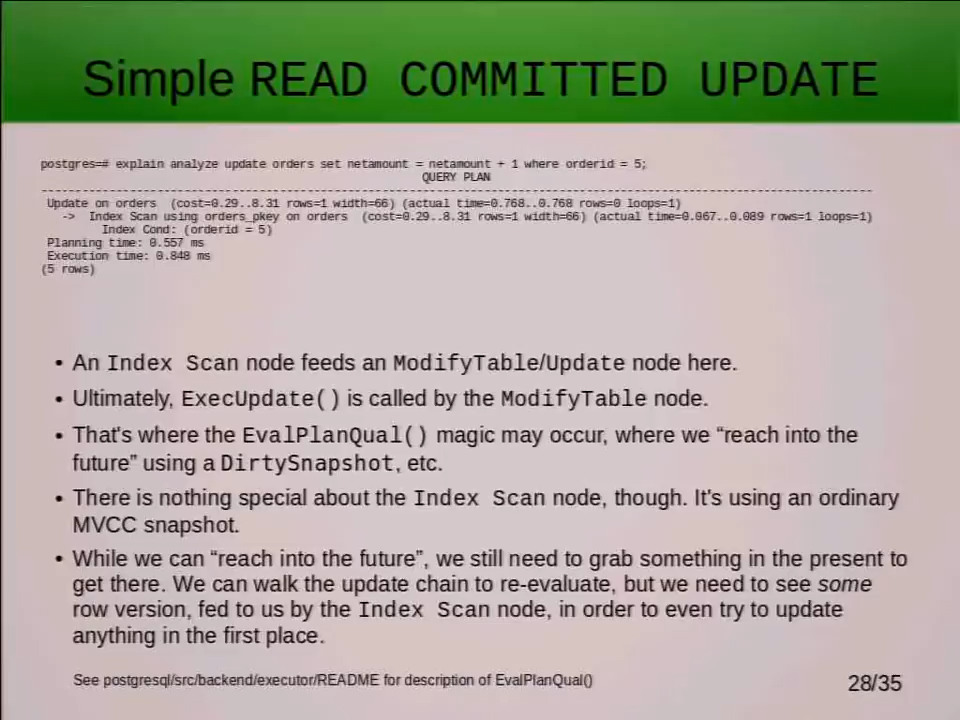 Simple READ COMMITTED UPDATE
postgres=# explain analyze update orders set netamount = netamount + 1 where orderid = 5;
QUERY PLAN
---------------------------------------------------------------------------------------------------------------------------
Update on orders  (cost=0.29..8.31 rows=1 width=66) (actual time=0.768..0.768 rows=0 loops=1)
->  Index Scan using orders_pkey on orders  (cost=0.29..8.31 rows=1 width=66) (actual time=0.067..0.089 rows=1 loops=1)
Index Cond: (orderid = 5)
Planning time: 0.557 ms
Execution time: 0.848 ms
(5 rows)
• An Index Scan node feeds an ModifyTable/Update node here.
• Ultimately, ExecUpdate() is called by the ModifyTable node.
• That's where the EvalPlanQual() magic may occur, where we “reach into the
future” using a DirtySnapshot, etc.
• There is nothing special about the Index Scan node, though. It's using an ordinary
MVCC snapshot.
• While we can “reach into the future”, we still need to grab something in the present to
get there. We can walk the update chain to re-evaluate, but we need to see some
row version, fed to us by the Index Scan node, in order to even try to update
anything in the first place.
See postgresql/src/backend/executor/README for description of EvalPlanQual()
28/35